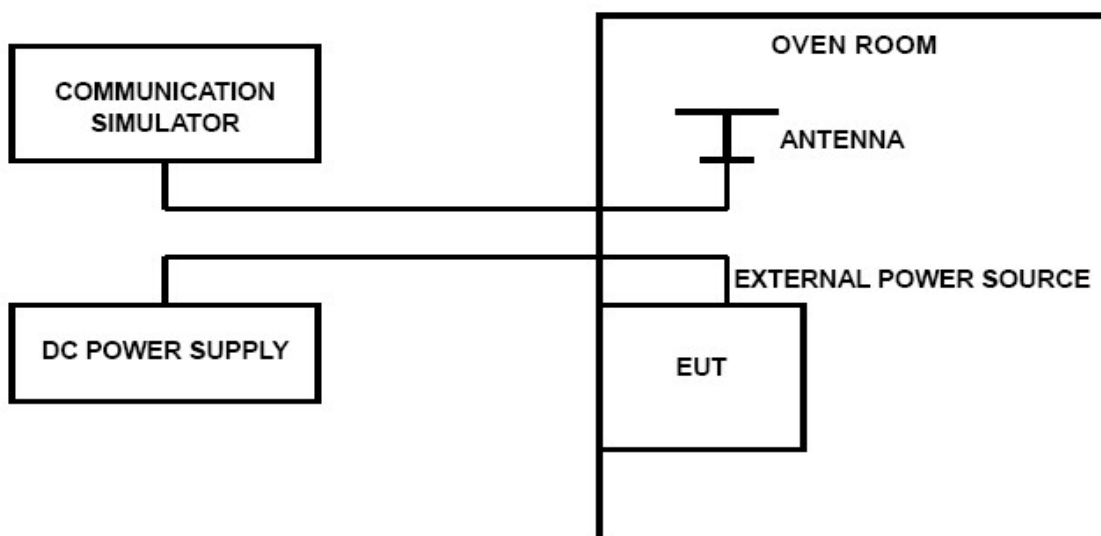 OVEN ROOM
COMMUNICATION
SIMULATOR
ANTENNA
EXTERNAL POWER SOURCE
DC POWER SUPPLY
EUT